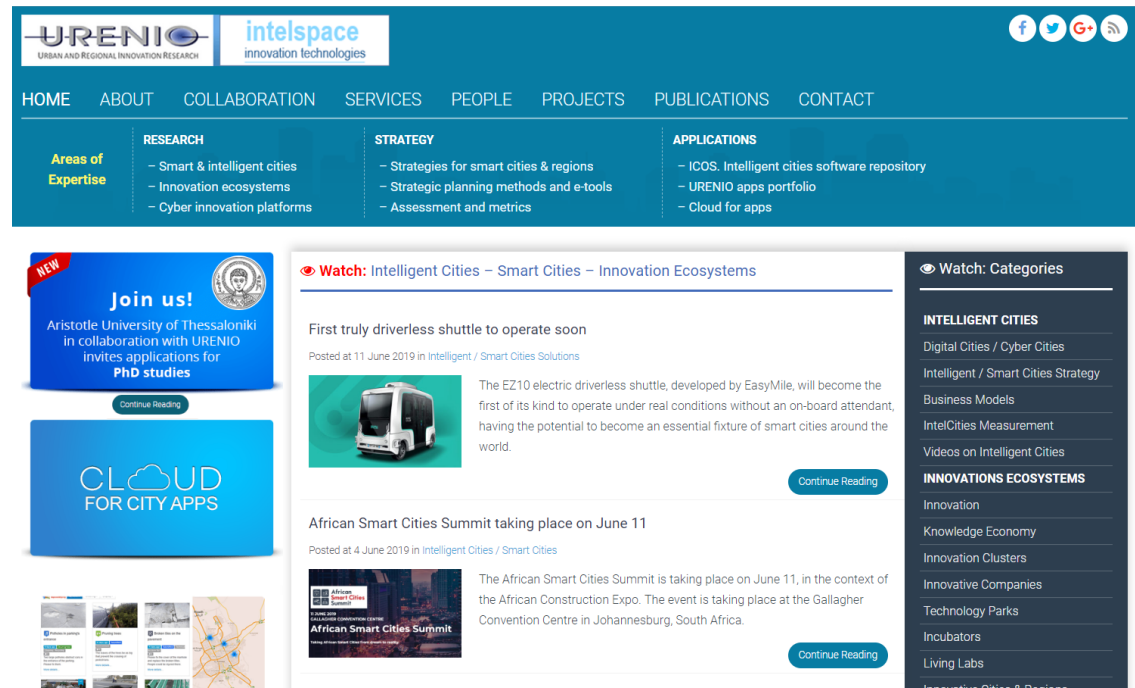 URENIO
URBAN AND REGIONAL INNOVATION RESEARCH
intelspace
innovation technologies
HOME ABOUT COLLABORATION SERVICES PEOPLE PROJECTS PUBLICATIONS CONTACT
Areas of
Expertise
RESEARCH
– Smart & intelligent cities
– Innovation ecosystems
– Cyber innovation platforms
STRATEGY
– Strategies for smart cities & regions
– Strategic planning methods and e-tools
– Assessment and metrics
APPLICATIONS
– ICOS. Intelligent cities software repository
– URENIO apps portfolio
– Cloud for apps
NEW
Join us!
Aristotle University of Thessaloniki
in collaboration with URENIO
invites applications for
PhD studies
Continue Reading
CLOUD
FOR CITY APPS
Watch: Intelligent Cities – Smart Cities – Innovation Ecosystems
First truly driverless shuttle to operate soon
Posted at 11 June 2019 in Intelligent / Smart Cities Solutions
The EZ10 electric driverless shuttle, developed by EasyMile, will become the
first of its kind to operate under real conditions without an on-board attendant,
having the potential to become an essential fixture of smart cities around the
world.
Continue Reading
African Smart Cities Summit taking place on June 11
Posted at 4 June 2019 in Intelligent Cities / Smart Cities
African
Smart Cities
Summit
11 JUNE 2019
GALLAGHER CONVENTION CENTRE
African Smart Cities Summit
The African Smart Cities Summit is taking place on June 11, in the context of
the African Construction Expo. The event is taking place at the Gallagher
Convention Centre in Johannesburg, South Africa.
Continue Reading
Watch: Categories
INTELLIGENT CITIES
Digital Cities / Cyber Cities
Intelligent / Smart Cities Strategy
Business Models
IntelCities Measurement
Videos on Intelligent Cities
INNOVATIONS ECOSYSTEMS
Innovation
Knowledge Economy
Innovation Clusters
Innovative Companies
Technology Parks
Incubators
Living Labs
Innovative Cities & Regions